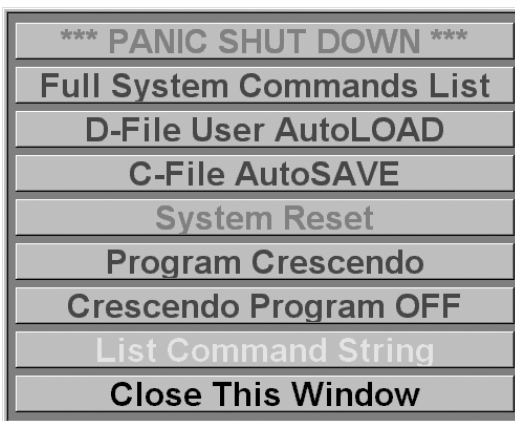 *** PANIC SHUT DOWN ***
Full System Commands List
D-File User AutoLOAD
C-File AutoSAVE
System Reset
Program Crescendo
Crescendo Program OFF
List Command String
Close This Window